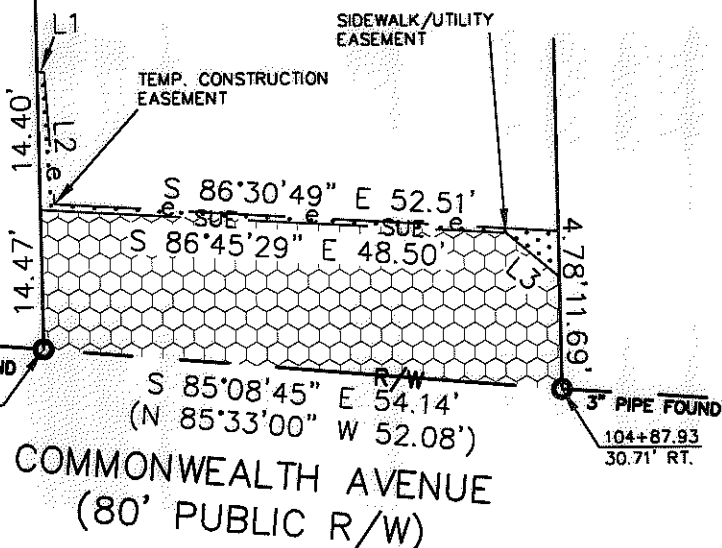 L1
SIDEWALK/UTILITY
EASEMENT
TEMP. CONSTRUCTION
EASEMENT
14.40'
L2
e
S 86°30'49" E 52.51'
e
e
SUE
SUE
S 86°45'29" E 48.50'
4.78'
L3
14.47'
11.69'
R/W
S 85°08'45" E 54.14'
(N 85°33'00" W 52.08')
3" PIPE FOUND
104+87.93
30.71' RT.
COMMONWEALTH AVENUE
(80' PUBLIC R/W)